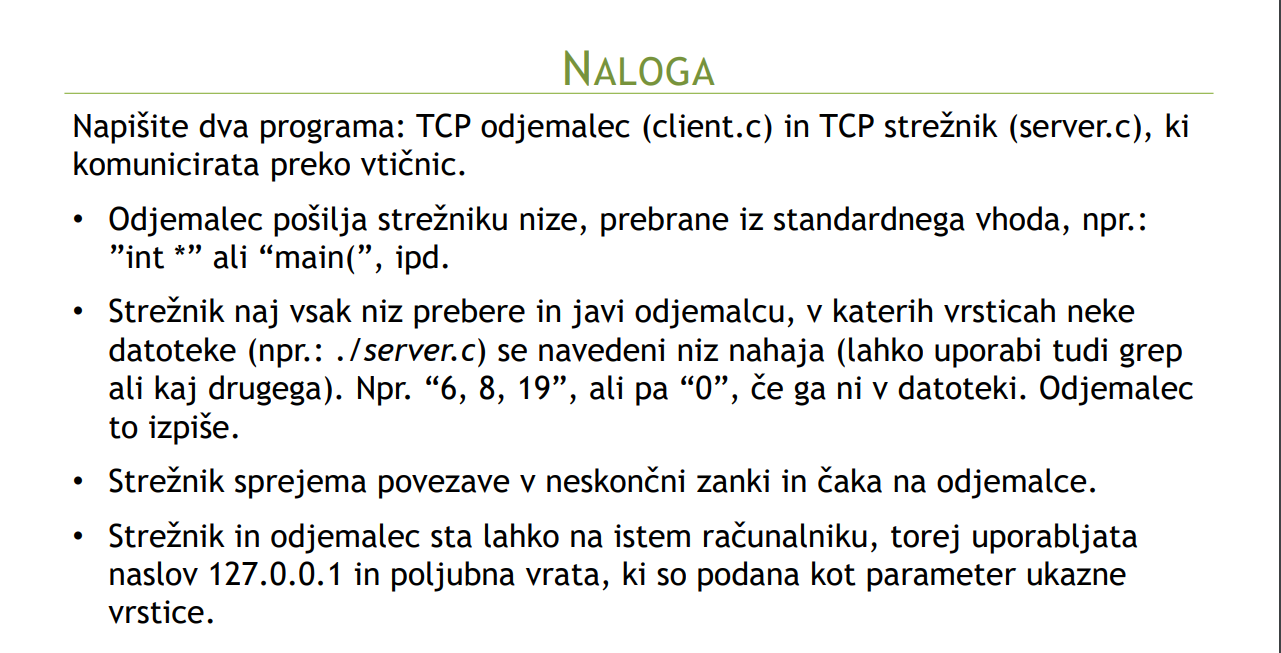 NALOGA
Napišite dva programa: TCP odjemalec (client.c) in TCP strežnik (server.c), ki
komunicirata preko vtičnic.
• Odjemalec pošilja strežniku nize, prebrane iz standardnega vhoda, npr.:
”int *” ali “main(”, ipd.
• Strežnik naj vsak niz prebere in javi odjemalcu, v katerih vrsticah neke
datoteke (npr.: ./server.c) se navedeni niz nahaja (lahko uporabi tudi grep
ali kaj drugega). Npr. “6, 8, 19”, ali pa “0”, če ga ni v datoteki. Odjemalec
to izpiše.
• Strežnik sprejema povezave v neskončni zanki in čaka na odjemalce.
• Strežnik in odjemalec sta lahko na istem računalniku, torej uporabljata
naslov 127.0.0.1 in poljubna vrata, ki so podana kot parameter ukazne
vrstice.